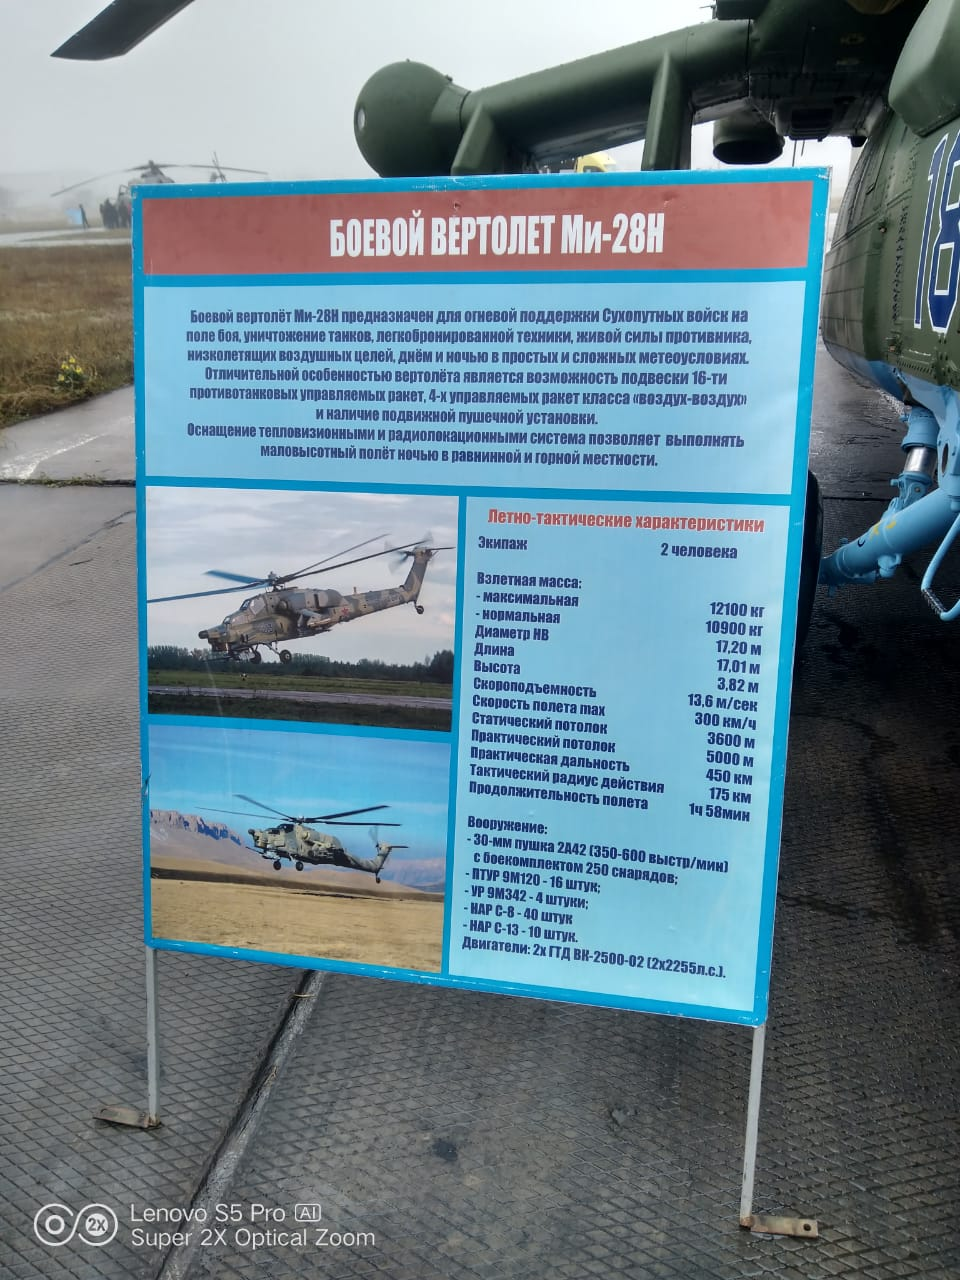 БОЕВОЙ ВЕРТОЛЕТ Ми-28Н
Боевой вертолёт Ми-28Н предназначен для огневой поддержки Сухопутных войск на
поле боя, уничтожение танков, легкобронированной техники, живой силы противника,
низколетящих воздушных целей, днём и ночью в простых и сложных метеоусловиях.
Отличительной особенностью вертолёта является возможность подвески 16-ти
противотанковых управляемых ракет, 4-х управляемых ракет класса «воздух-воздух»
и наличие подвижной пушечной установки.
Оснащение тепловизионными и радиолокационными система позволяет выполнять
маловысотный полёт ночью в равнинной и горной местности.
Летно-тактические характеристики
Экипаж 2 человека
Взлетная масса:
- максимальная 12100 кг
- нормальная 10900 кг
Диаметр НВ 17,20 м
Длина 17,01 м
Высота 3,82 м
Скороподъемность 13,6 м/сек
Скорость полета max 300 км/ч
Статический потолок 3600 м
Практический потолок 5000 м
Практическая дальность 450 км
Тактический радиус действия 175 км
Продолжительность полета 1ч 58мин
Вооружение:
- 30-мм пушка 2А42 (350-600 выстр/мин)
с боекомплектом 250 снарядов;
- ПТУР 9М120 - 16 штук;
- УР 9М342 - 4 штуки;
- НАР С-8 - 40 штук
- НАР С-13 - 10 штук.
Двигатели: 2х ГТД ВК-2500-02 (2х2255л.с.).
18
2X
Lenovo S5 Pro AI
Super 2X Optical Zoom